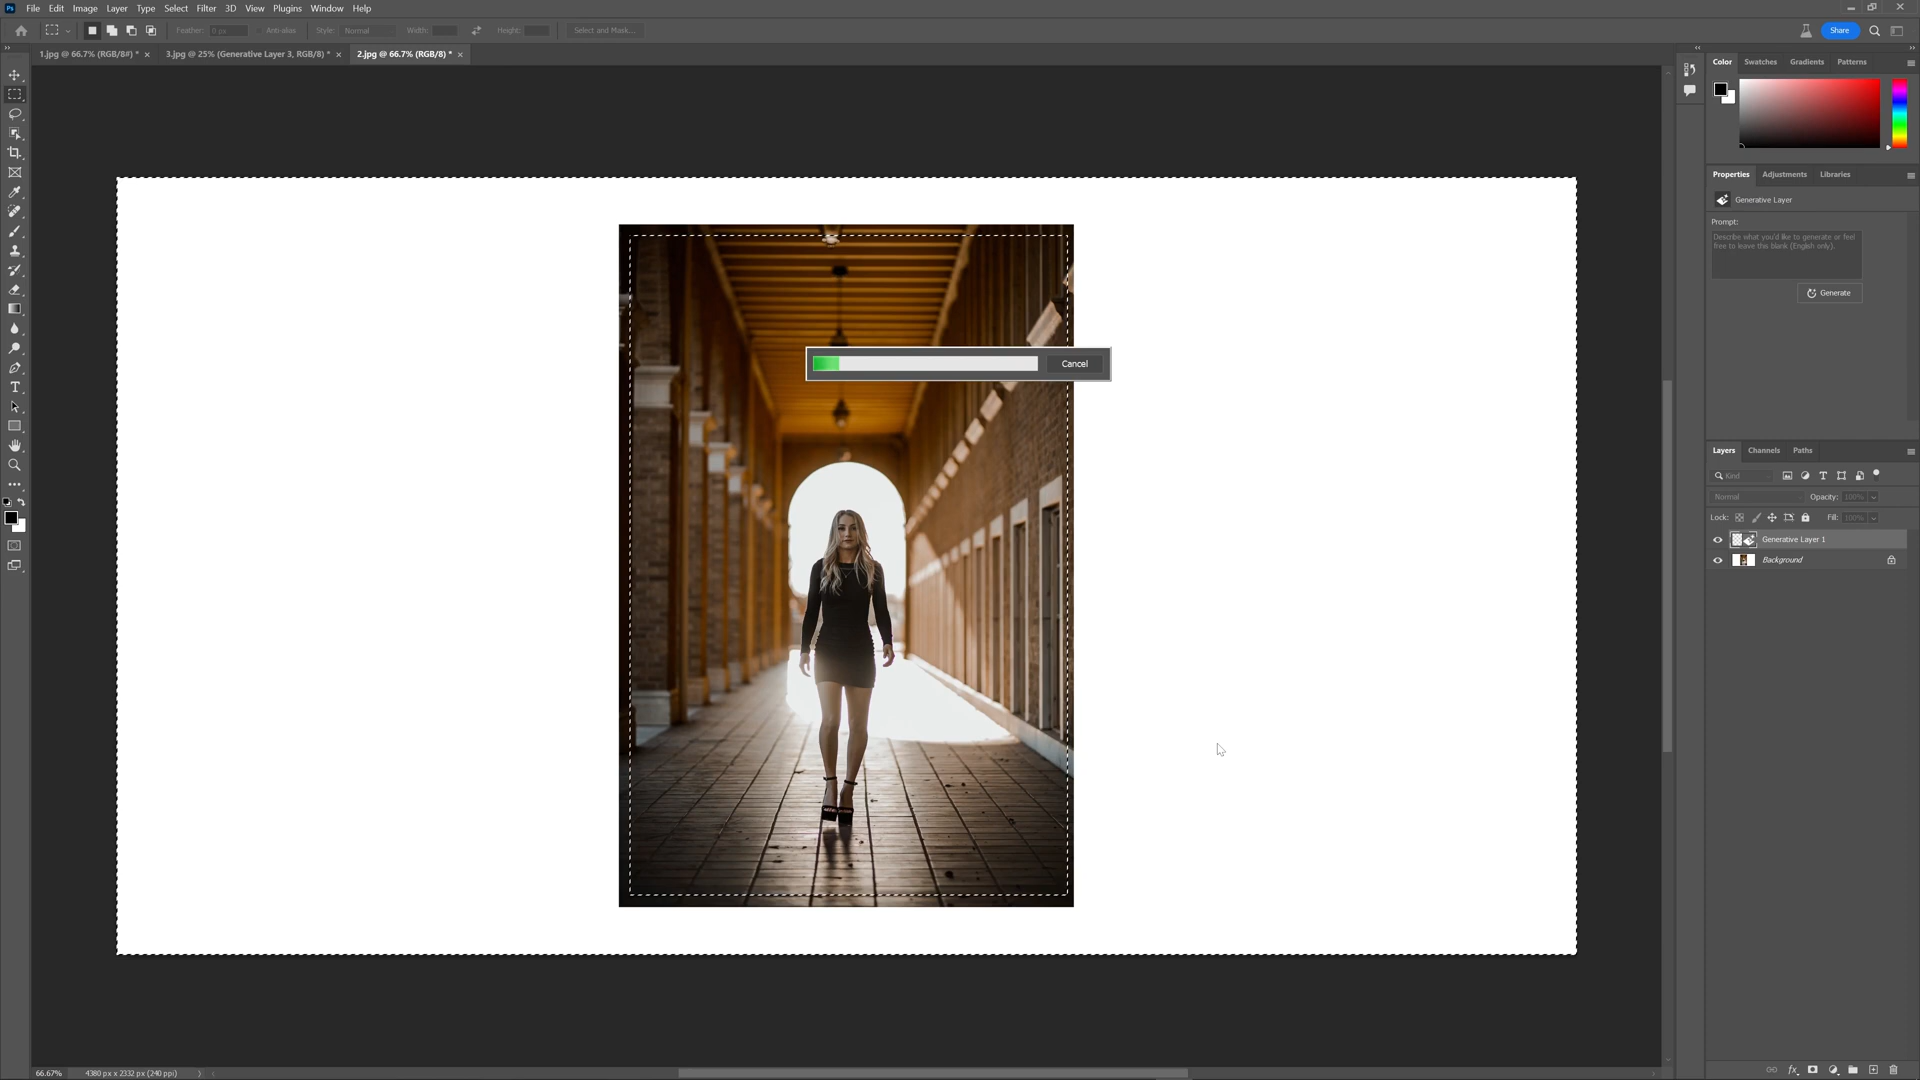 Ps File Edit Image Layer Type Select Filter 3D View Plugins Window Help
Feather: 0 px Anti-alias Style: Normal Width: Height: Select and Mask... Share
1.jpg @ 66.7% (RGB/8#) * × 3.jpg @ 25% (Generative Layer 3, RGB/8) * × 2.jpg @ 66.7% (RGB/8) * ×
Color Swatches Gradients Patterns
Properties Adjustments Libraries
Generative Layer
Prompt:
Describe what you'd like to generate or feel
free to leave this blank (English only).
Generate
Cancel
Layers Channels Paths
Kind
Normal Opacity: 100%
Lock: Fill: 100%
Generative Layer 1
Background
66.67% 4380 px x 2332 px (240 ppi)